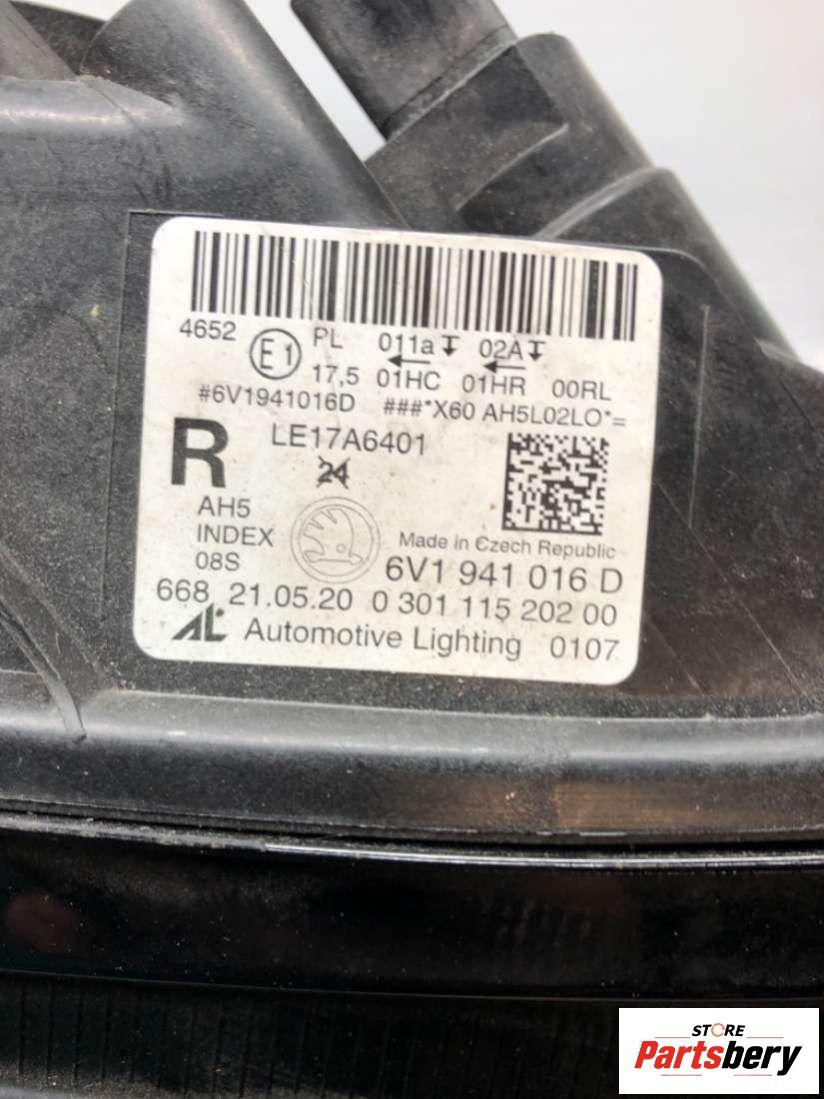 4652 E1 PL 011a 02A
17,5 01HC 01HR 00RL
#6V1941016D ###*X60 AH5L02LO*=
R LE17A6401
24
AH5
INDEX
08S
Made in Czech Republic
6V1 941 016 D
668 21.05.20 0 301 115 202 00
AL Automotive Lighting 0107
STORE
Partsbery